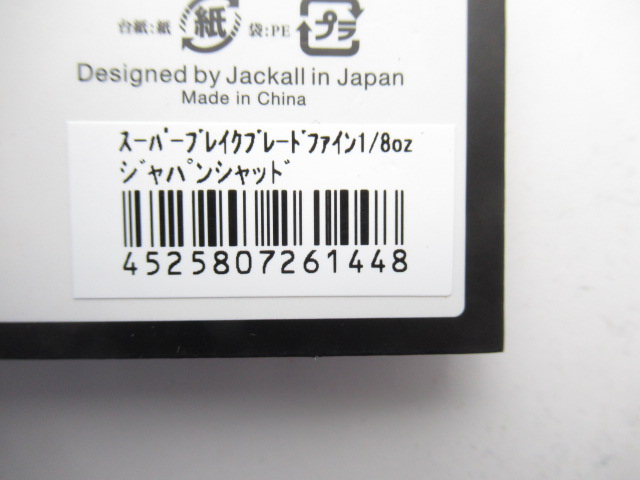 台紙:紙 紙 袋:PE プラ
Designed by Jackall in Japan
Made in China
スーパーブレイクブレードファイン1/8oz
ジャパンシャッド
4525807261448